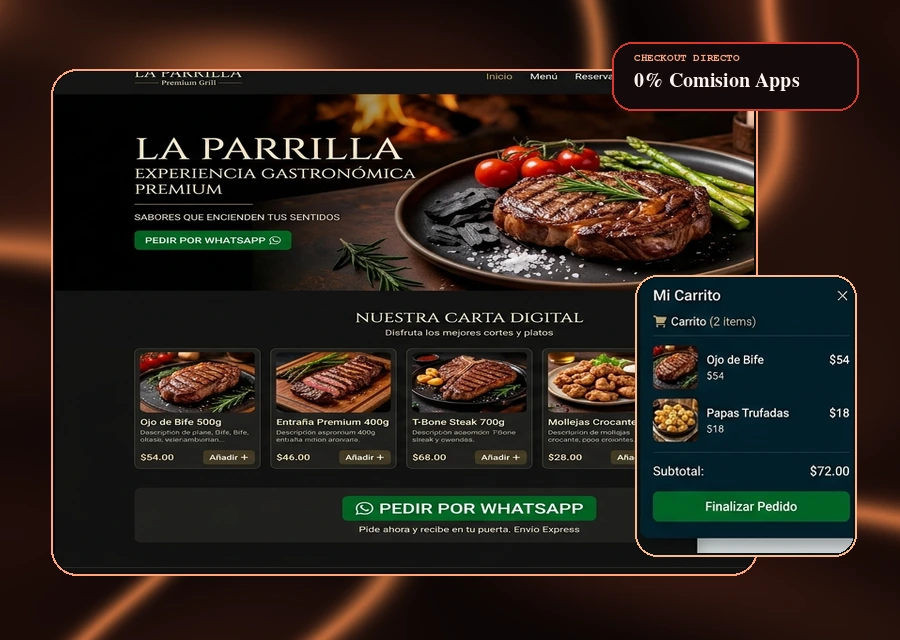 CHECKOUT DIRECTO
0% Comision Apps
LA PARRILLA
Premium Grill
Inicio Menú
LA PARRILLA
EXPERIENCIA GASTRONÓMICA
PREMIUM
SABORES QUE ENCIENDEN TUS SENTIDOS
PEDIR POR WHATSAPP
NUESTRA CARTA DIGITAL
Disfruta los mejores cortes y platos
Ojo de Bife 500g
$54.00 Añadir +
Entraña Premium 400g
$46.00 Añadir +
T-Bone Steak 700g
$68.00 Añadir +
Mollejas Crocante
$28.00 Añadir
PEDIR POR WHATSAPP
Pide ahora y recibe en tu puerta. Envío Express
Mi Carrito
Carrito (2 items)
Ojo de Bife $54
$54
Papas Trufadas $18
$18
Subtotal: $72.00
Finalizar Pedido